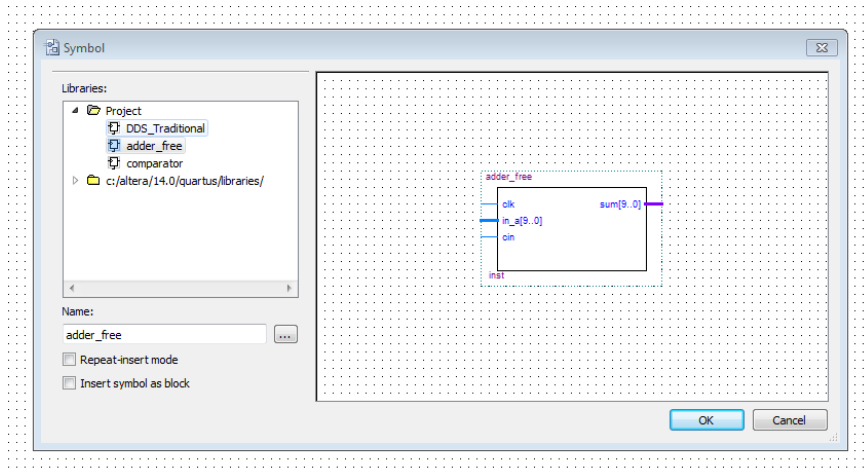 Symbol
Libraries:
Project
DDS_Traditional
adder_free
comparator
c:/altera/14.0/quartus/libraries/
adder_free
clk sum[9..0]
in_a[9..0]
cin
inst
Name:
adder_free
...
Repeat-insert mode
Insert symbol as block
OK Cancel